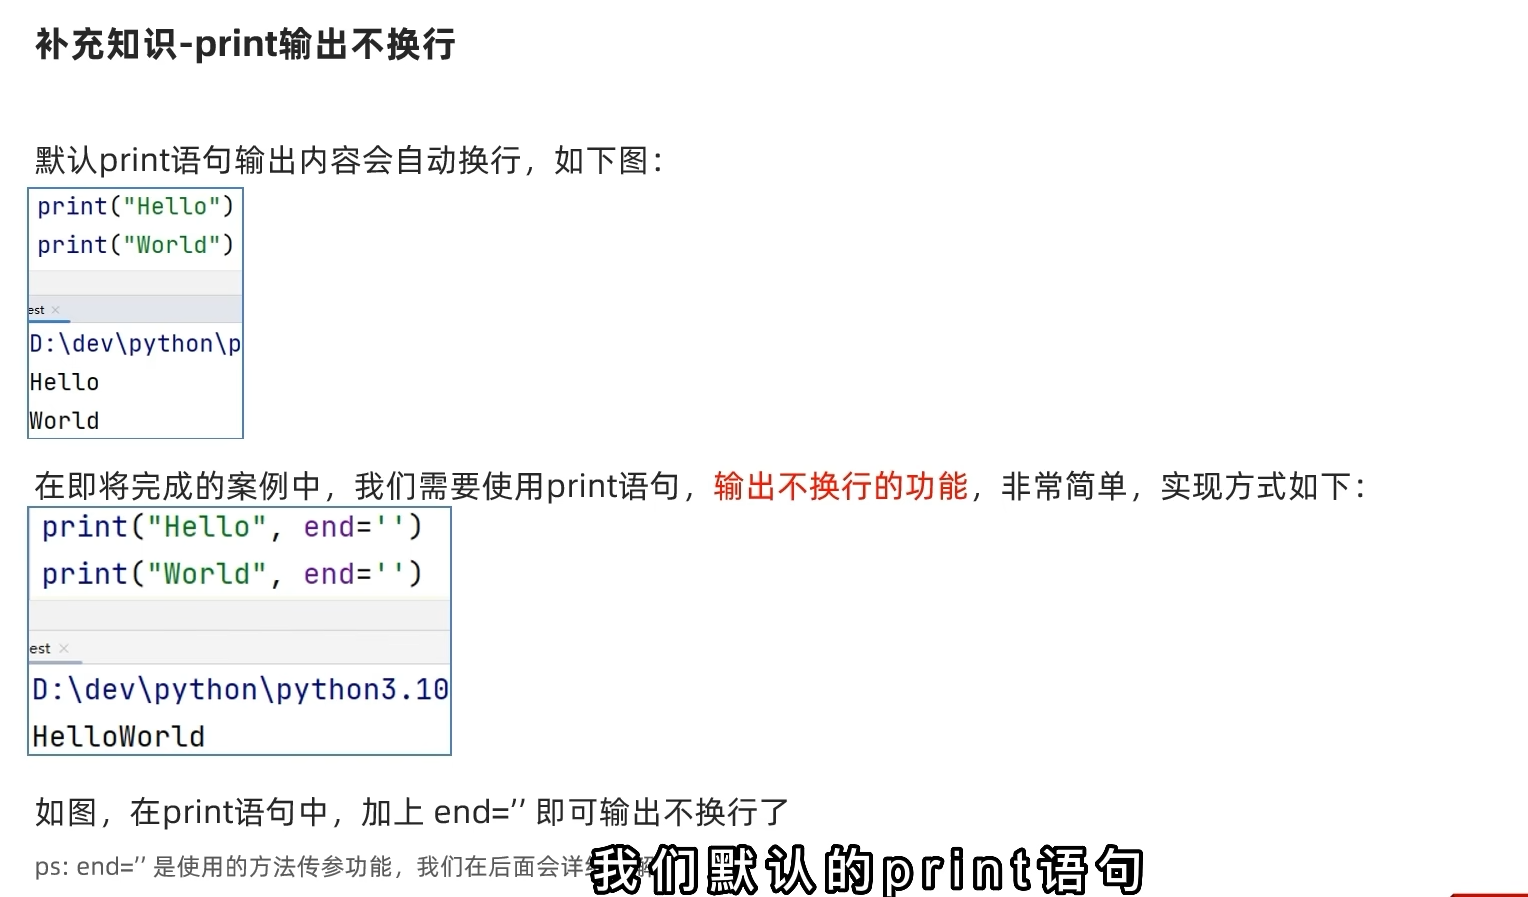 补充知识-print输出不换行
默认print语句输出内容会自动换行，如下图：
print("Hello")
print("World")
est ×
D:\dev\python\p
Hello
World
在即将完成的案例中，我们需要使用print语句，输出不换行的功能，非常简单，实现方式如下：
print("Hello", end='')
print("World", end='')
est ×
D:\dev\python\python3.10
HelloWorld
如图，在print语句中，加上 end='' 即可输出不换行了
ps: end='' 是使用的方法传参功能，我们在后面会详
我们默认的print语句